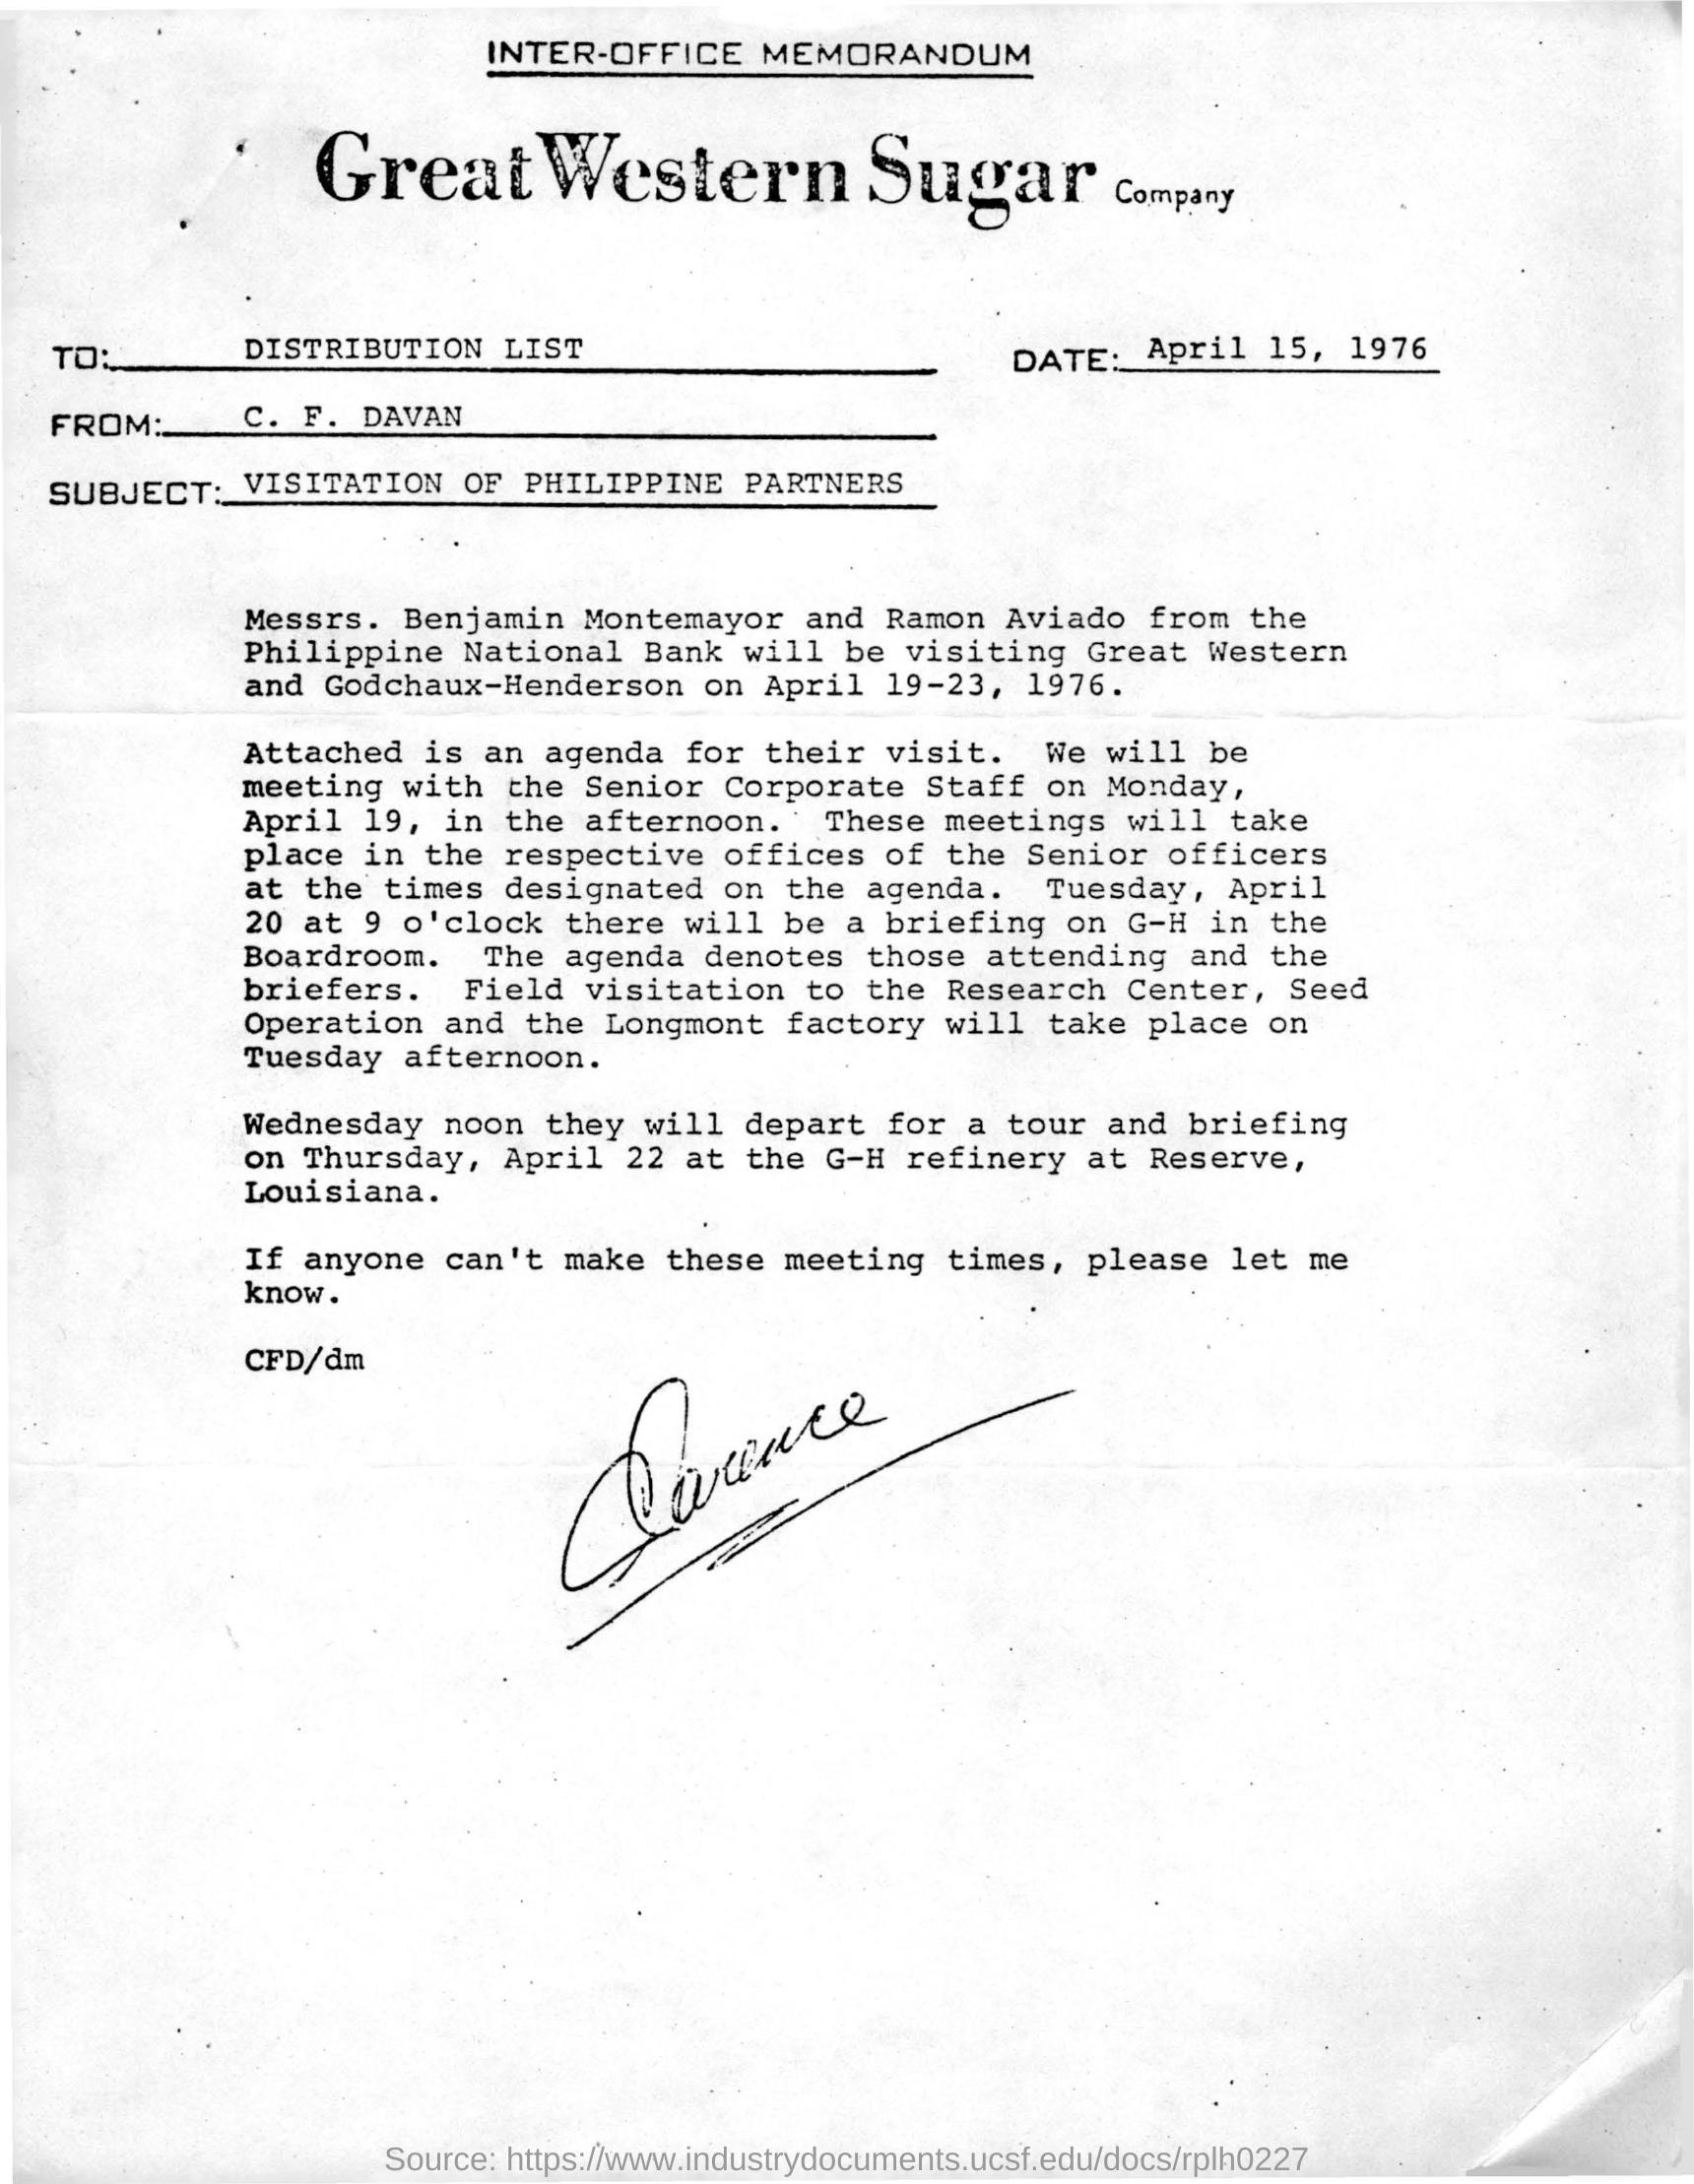 INTER-OFFICE MEMORANDUM
Great Western Sugar Company
TO: DISTRIBUTION LIST DATE: April 15, 1976
FROM: C. F. DAVAN
SUBJECT: VISITATION OF PHILIPPINE PARTNERS
Messrs. Benjamin Montemayor and Ramon Aviado from the
Philippine National Bank will be visiting Great Western
and Godchaux-Henderson on April 19-23, 1976.
Attached is an agenda for their visit. We will be
meeting with the Senior Corporate Staff on Monday,
April 19, in the afternoon. These meetings will take
place in the respective offices of the Senior officers
at the times designated on the agenda. Tuesday, April
20 at 9 o'clock there will be a briefing on G-H in the
Boardroom. The agenda denotes those attending and the
briefers. Field visitation to the Research Center, Seed
Operation and the Longmont factory will take place on
Tuesday afternoon.
Wednesday noon they will depart for a tour and briefing
on Thursday, April 22 at the G-H refinery at Reserve,
Louisiana.
If anyone can't make these meeting times, please let me
know.
CFD/dm
Clarence
Source: https://www.industrydocuments.ucsf.edu/docs/rplh0227